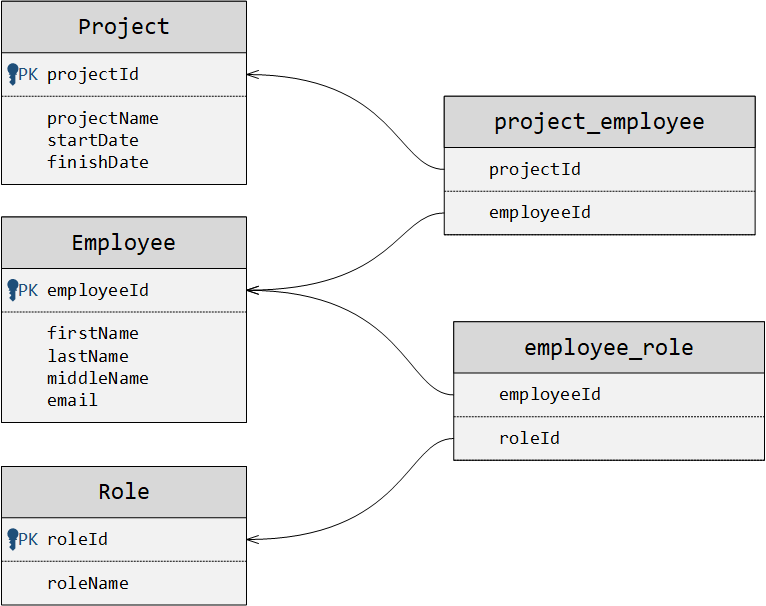 Project
PK projectId
projectName
startDate
finishDate
project_employee
projectId
employeeId
Employee
PK employeeId
firstName
lastName
middleName
email
employee_role
employeeId
roleId
Role
PK roleId
roleName